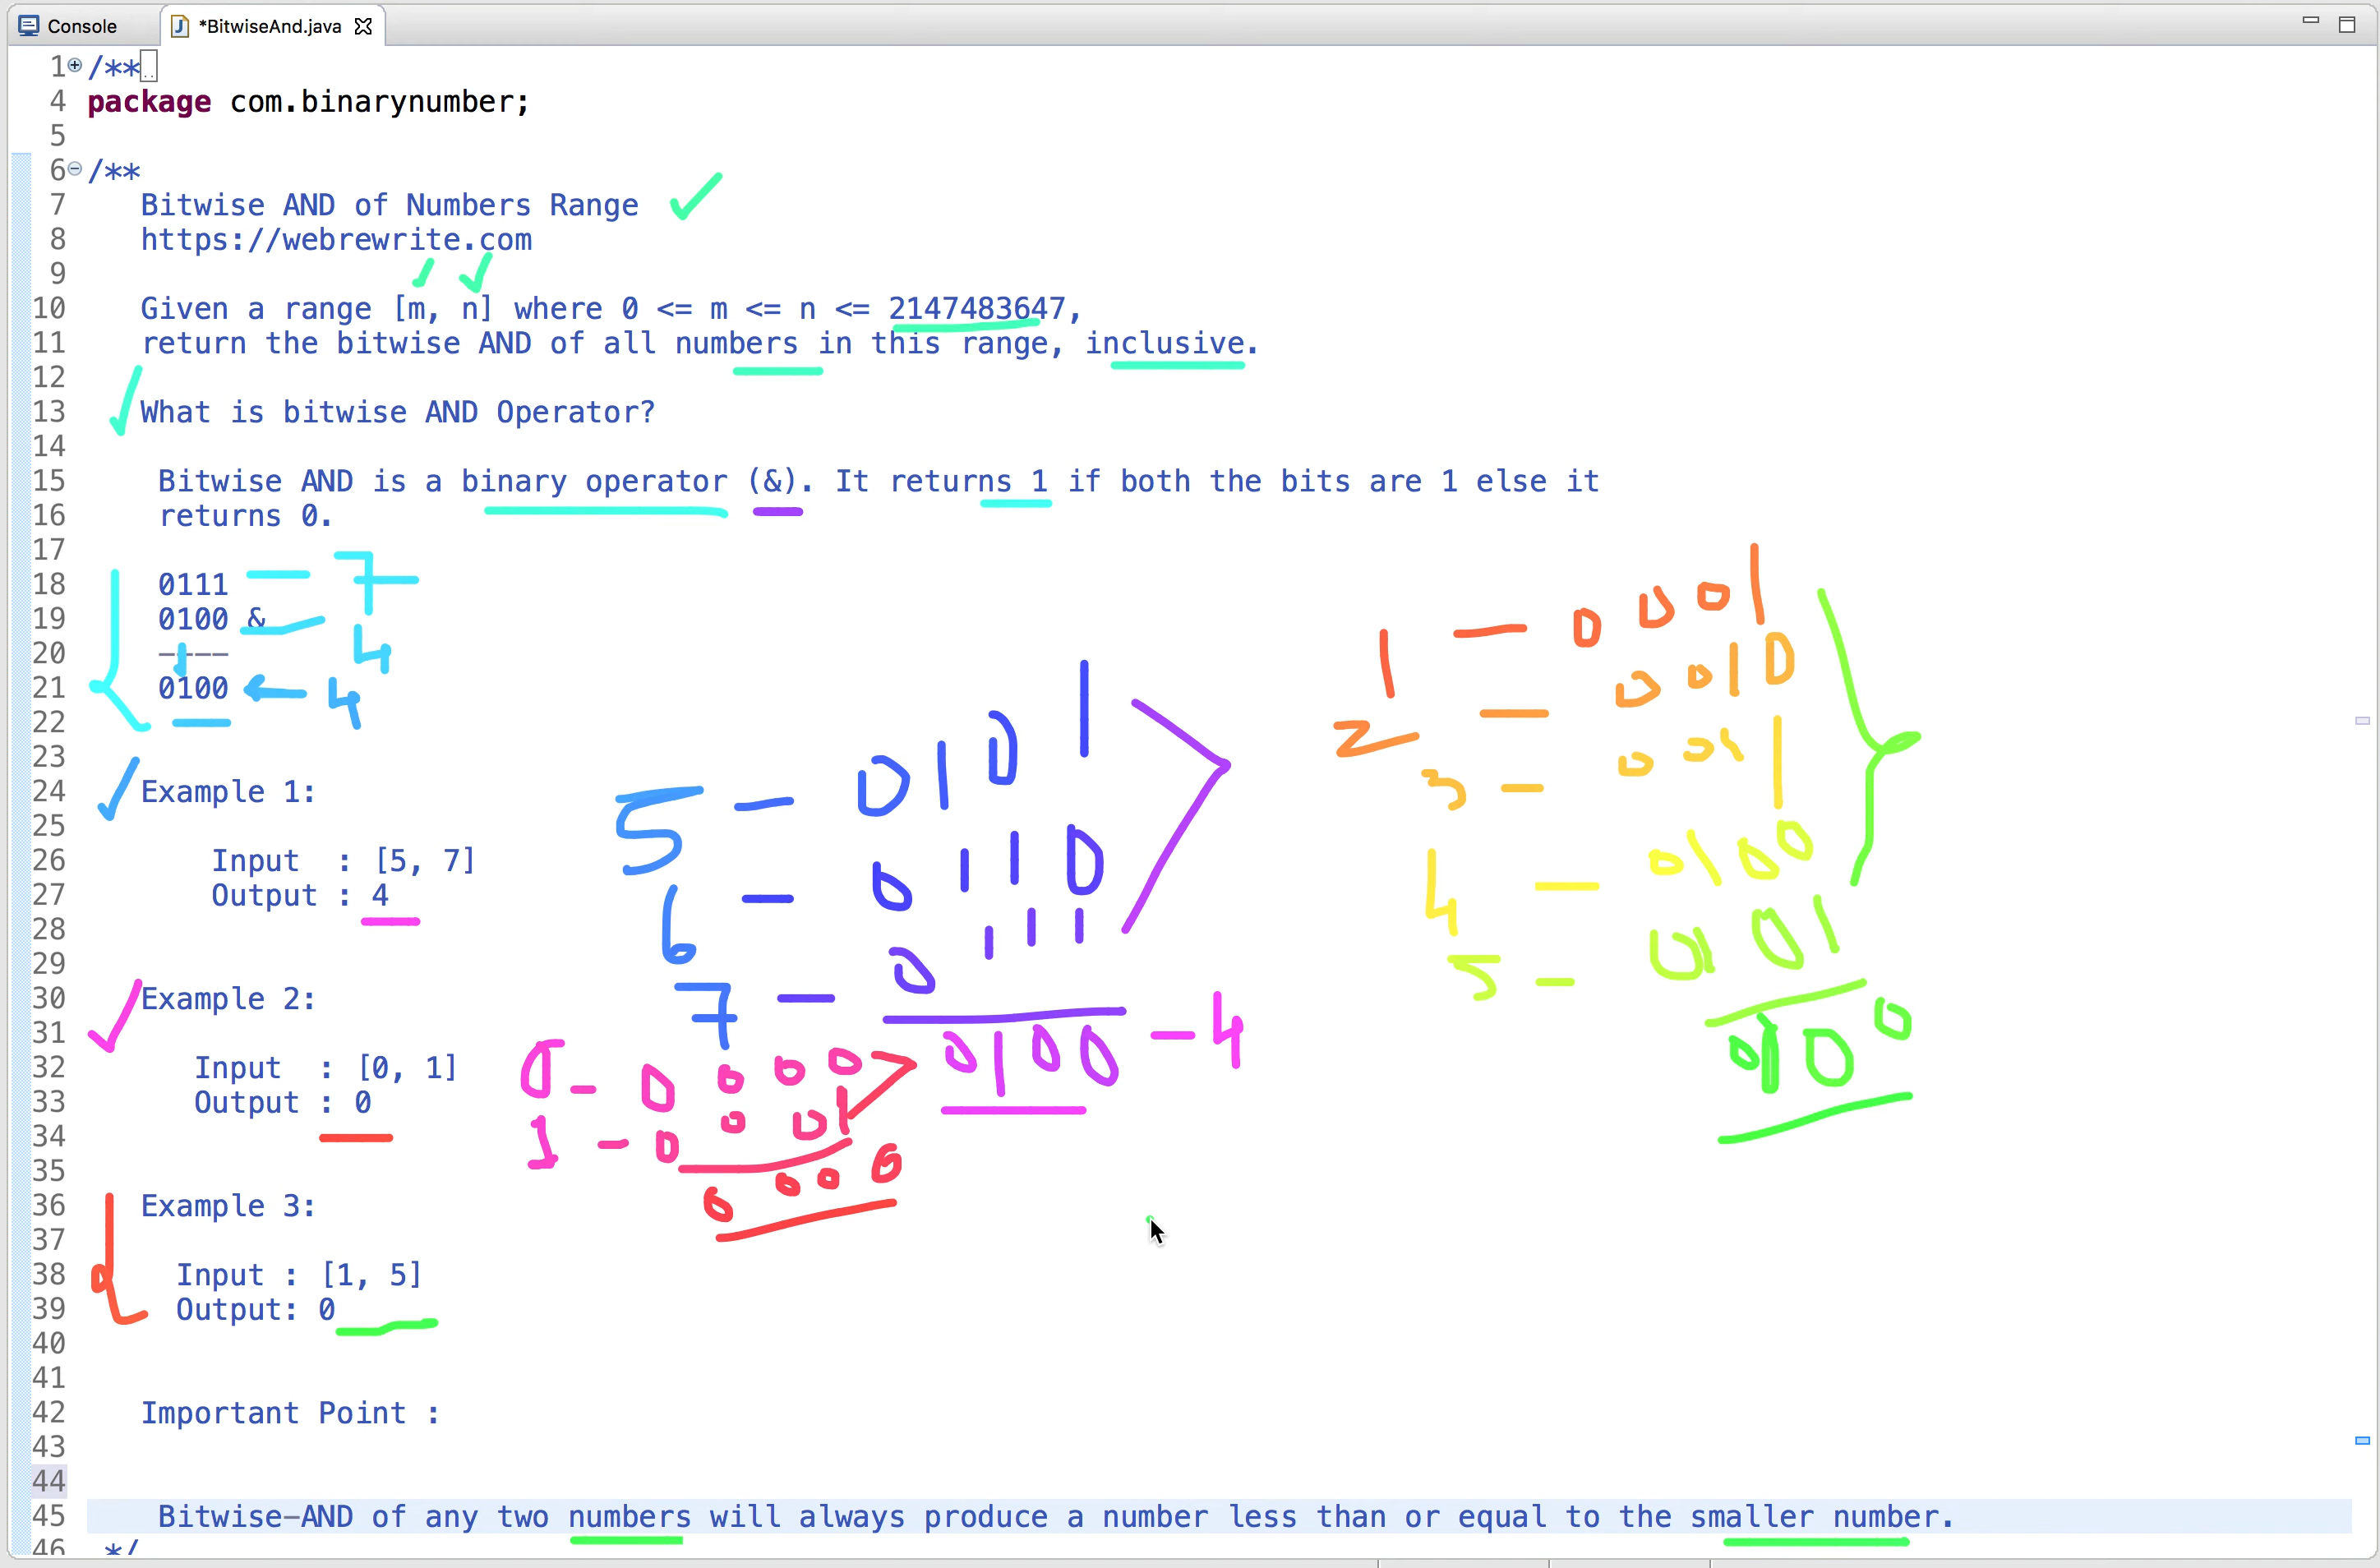 Console *BitwiseAnd.java
1 /**
4 package com.binarynumber;
5
6 /**
7 Bitwise AND of Numbers Range
8 https://webrewrite.com
9
10 Given a range [m, n] where 0 <= m <= n <= 2147483647,
11 return the bitwise AND of all numbers in this range, inclusive.
12
13 What is bitwise AND Operator?
14
15 Bitwise AND is a binary operator (&). It returns 1 if both the bits are 1 else it
16 returns 0.
17
18 0111 — 7
19 0100 &
20 ---- 4
21 0100 ← 4
22
23
24 Example 1:
25
26 Input : [5, 7]
27 Output : 4
28
29
30 Example 2:
31
32 Input : [0, 1]
33 Output : 0
34
35
36 Example 3:
37
38 Input : [1, 5]
39 Output: 0
40
41
42 Important Point :
43
44
45 Bitwise-AND of any two numbers will always produce a number less than or equal to the smaller number.
46 */
5 — 0101
6 — 0110
7 — 0111
0100 — 4
0 — 0000
1 — 001
0000
1 — 0001
2 — 0010
3 — 001
4 — 0100
5 — 0101